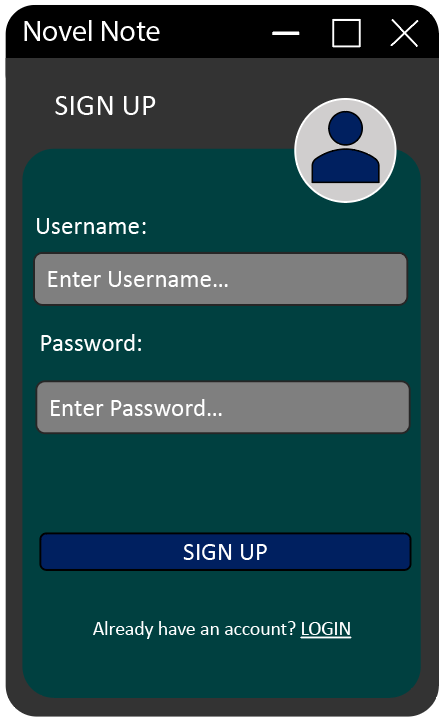 Novel Note
SIGN UP
Username:
Enter Username...
Password:
Enter Password...
SIGN UP
Already have an account? LOGIN